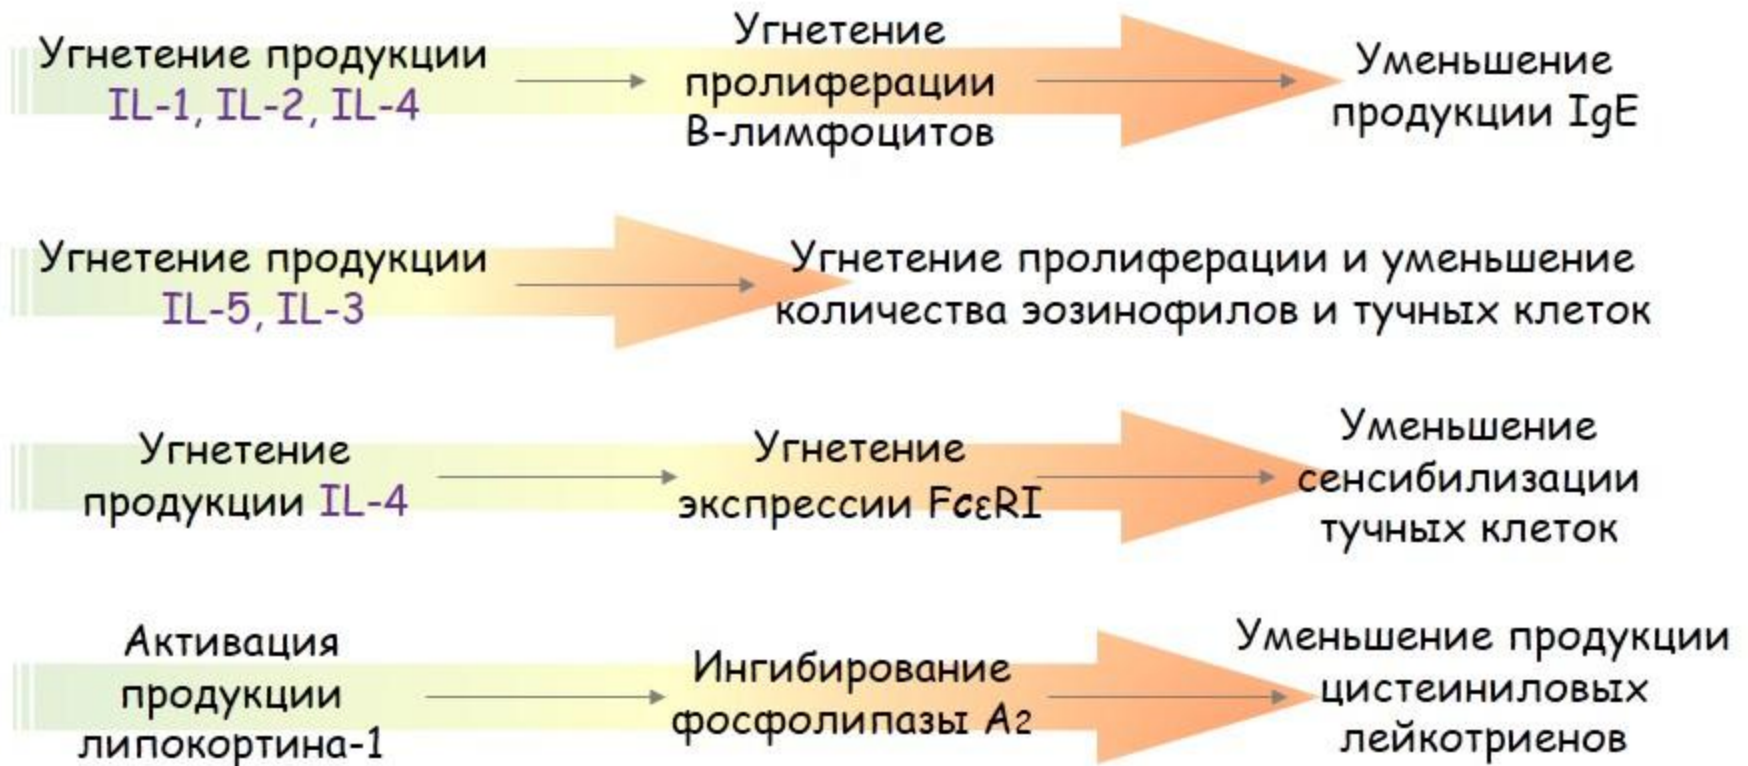 Угнетение продукции
IL-1, IL-2, IL-4
Угнетение
пролиферации
В-лимфоцитов
Уменьшение
продукции IgE
Угнетение продукции
IL-5, IL-3
Угнетение пролиферации и уменьшение
количества эозинофилов и тучных клеток
Угнетение
продукции IL-4
Угнетение
экспрессии FcεRI
Уменьшение
сенсибилизации
тучных клеток
Активация
продукции
липокортина-1
Ингибирование
фосфолипазы А2
Уменьшение продукции
цистеиниловых
лейкотриенов